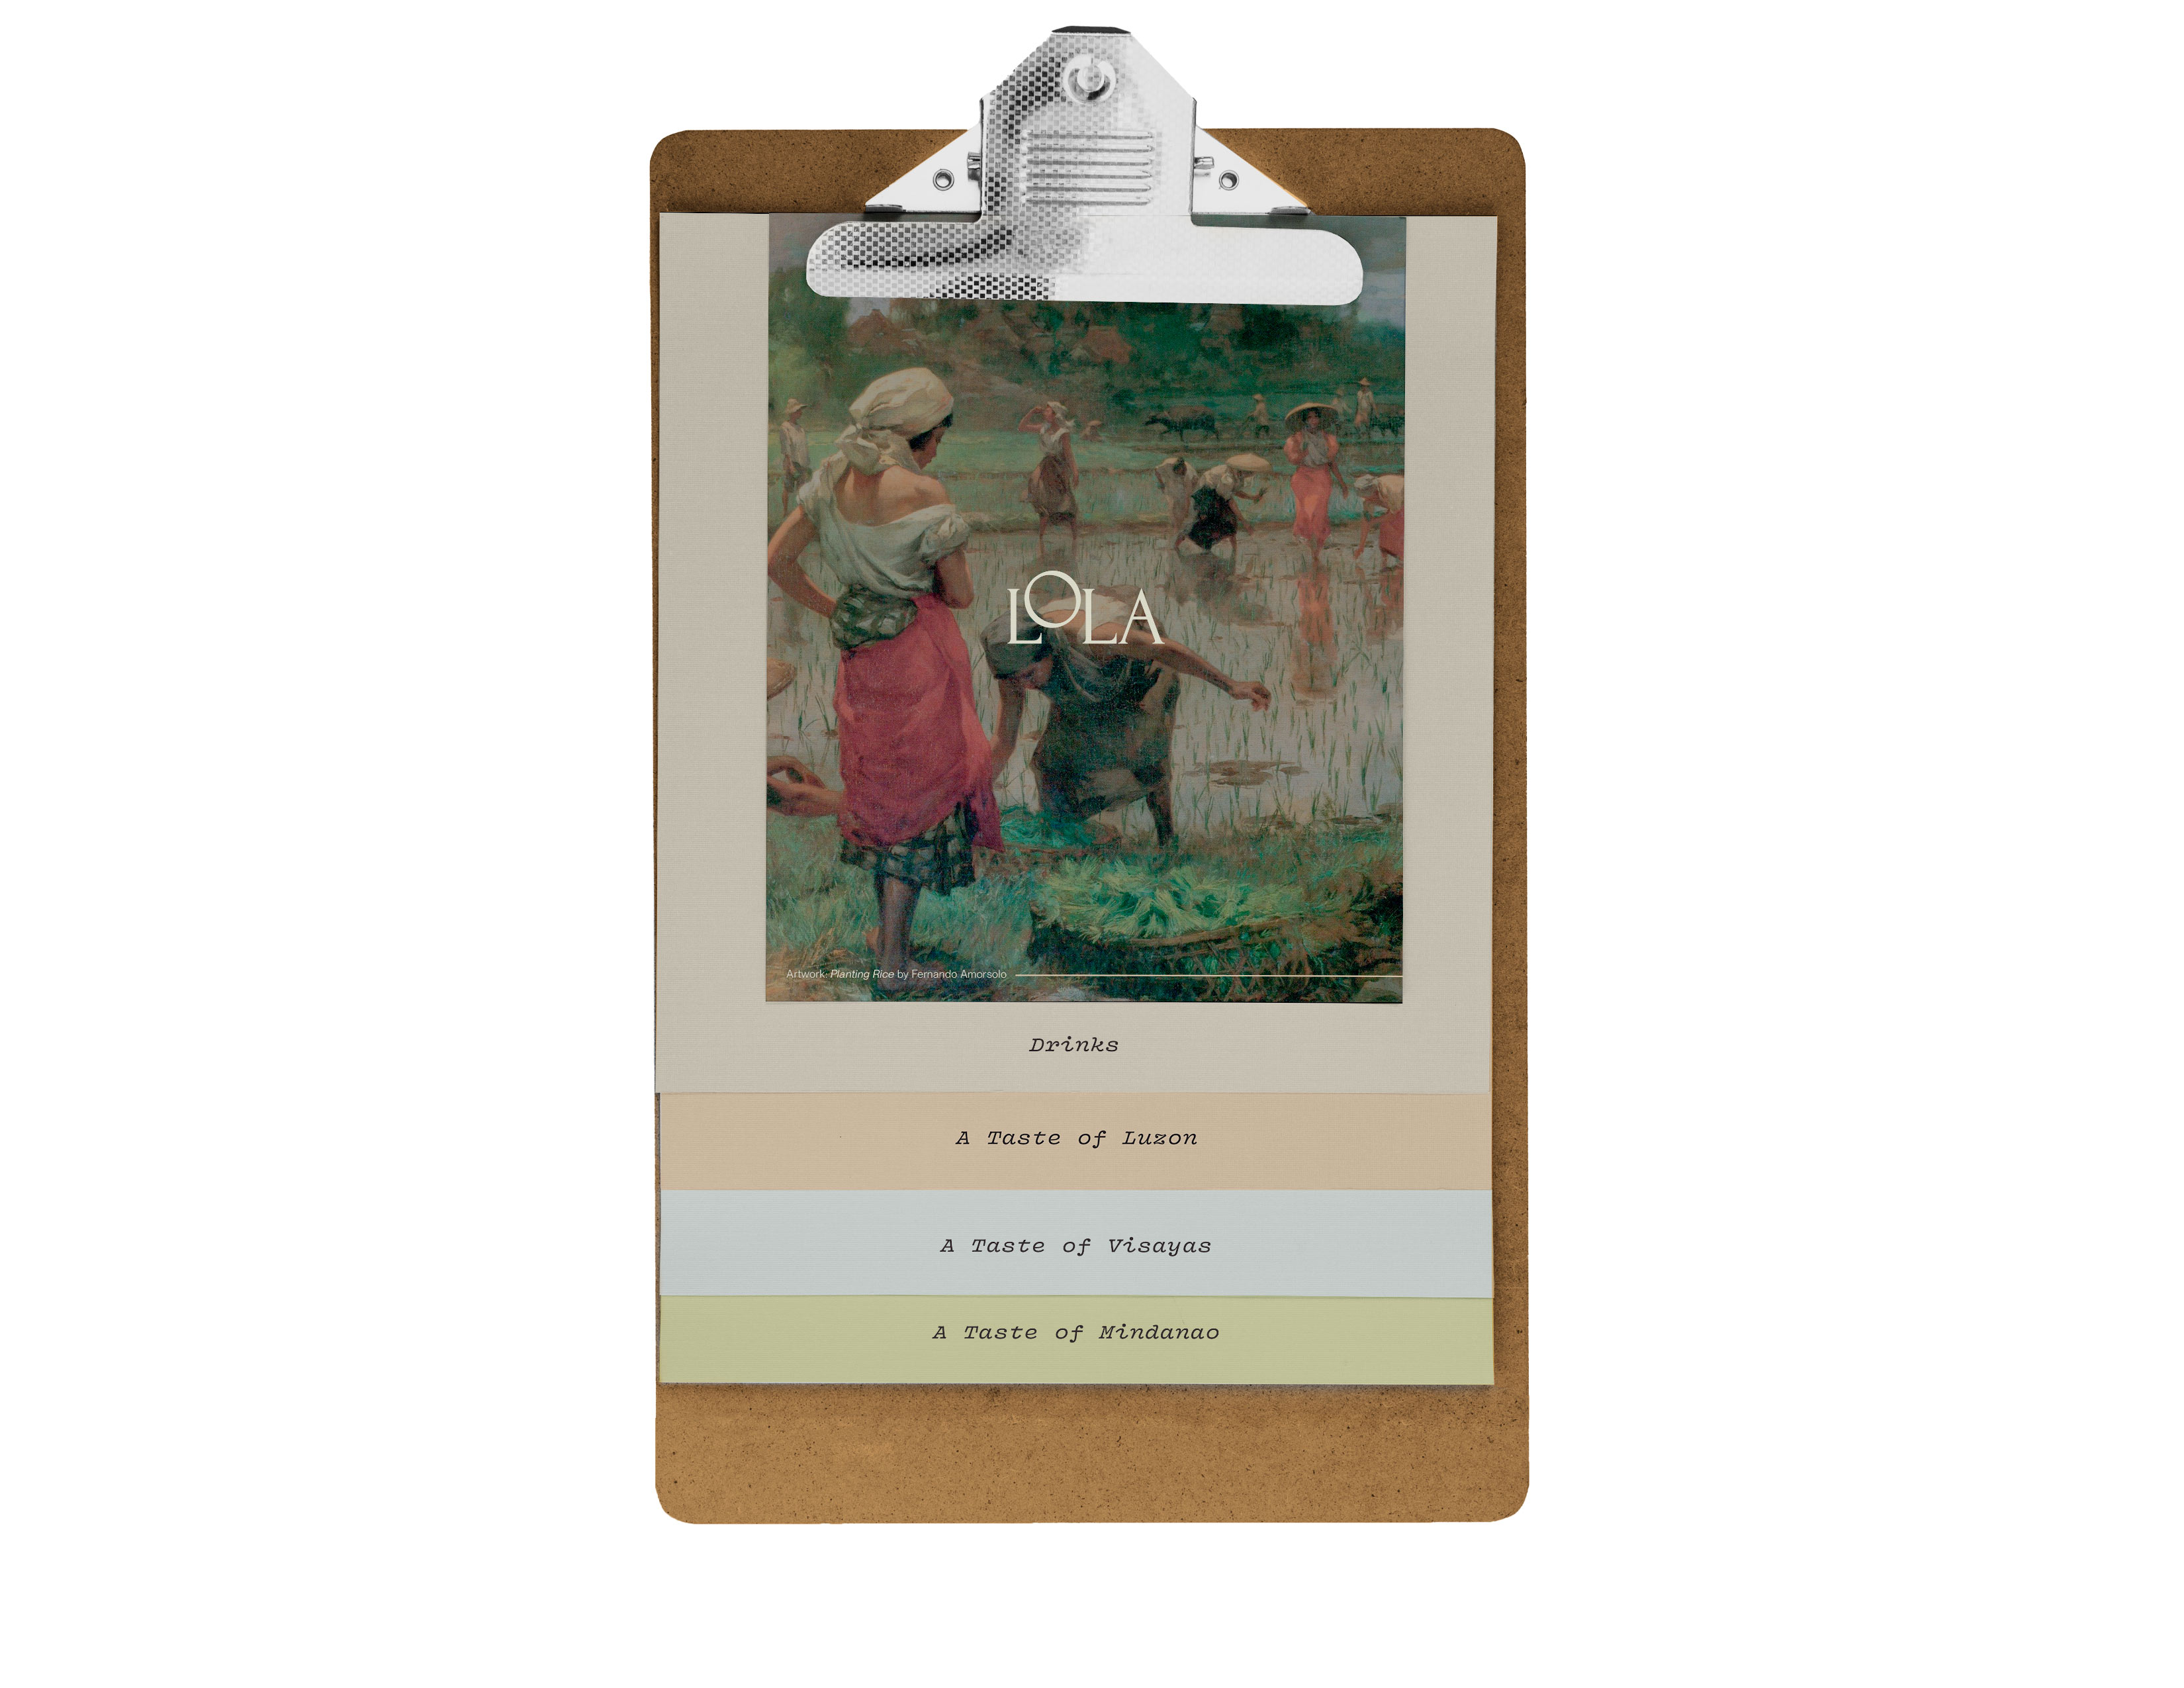 LOLA
Artwork: Planting Rice by Fernando Amorsolo
Drinks
A Taste of Luzon
A Taste of Visayas
A Taste of Mindanao